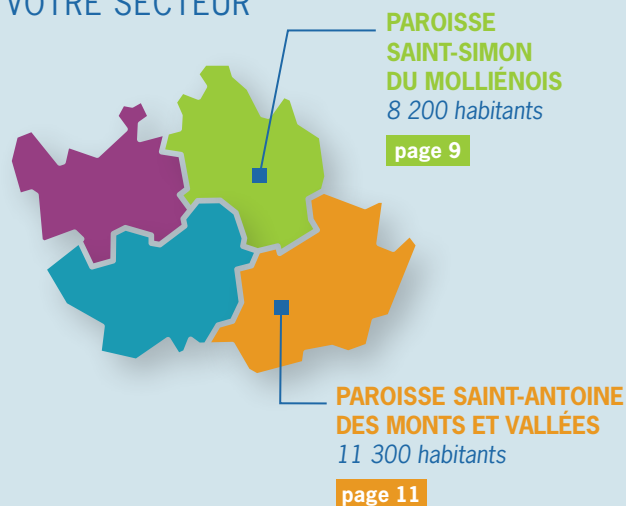 VOTRE SECTEUR
PAROISSE
SAINT-SIMON
DU MOLLIÉNOIS
8 200 habitants
page 9
PAROISSE SAINT-ANTOINE
DES MONTS ET VALLÉES
11 300 habitants
page 11